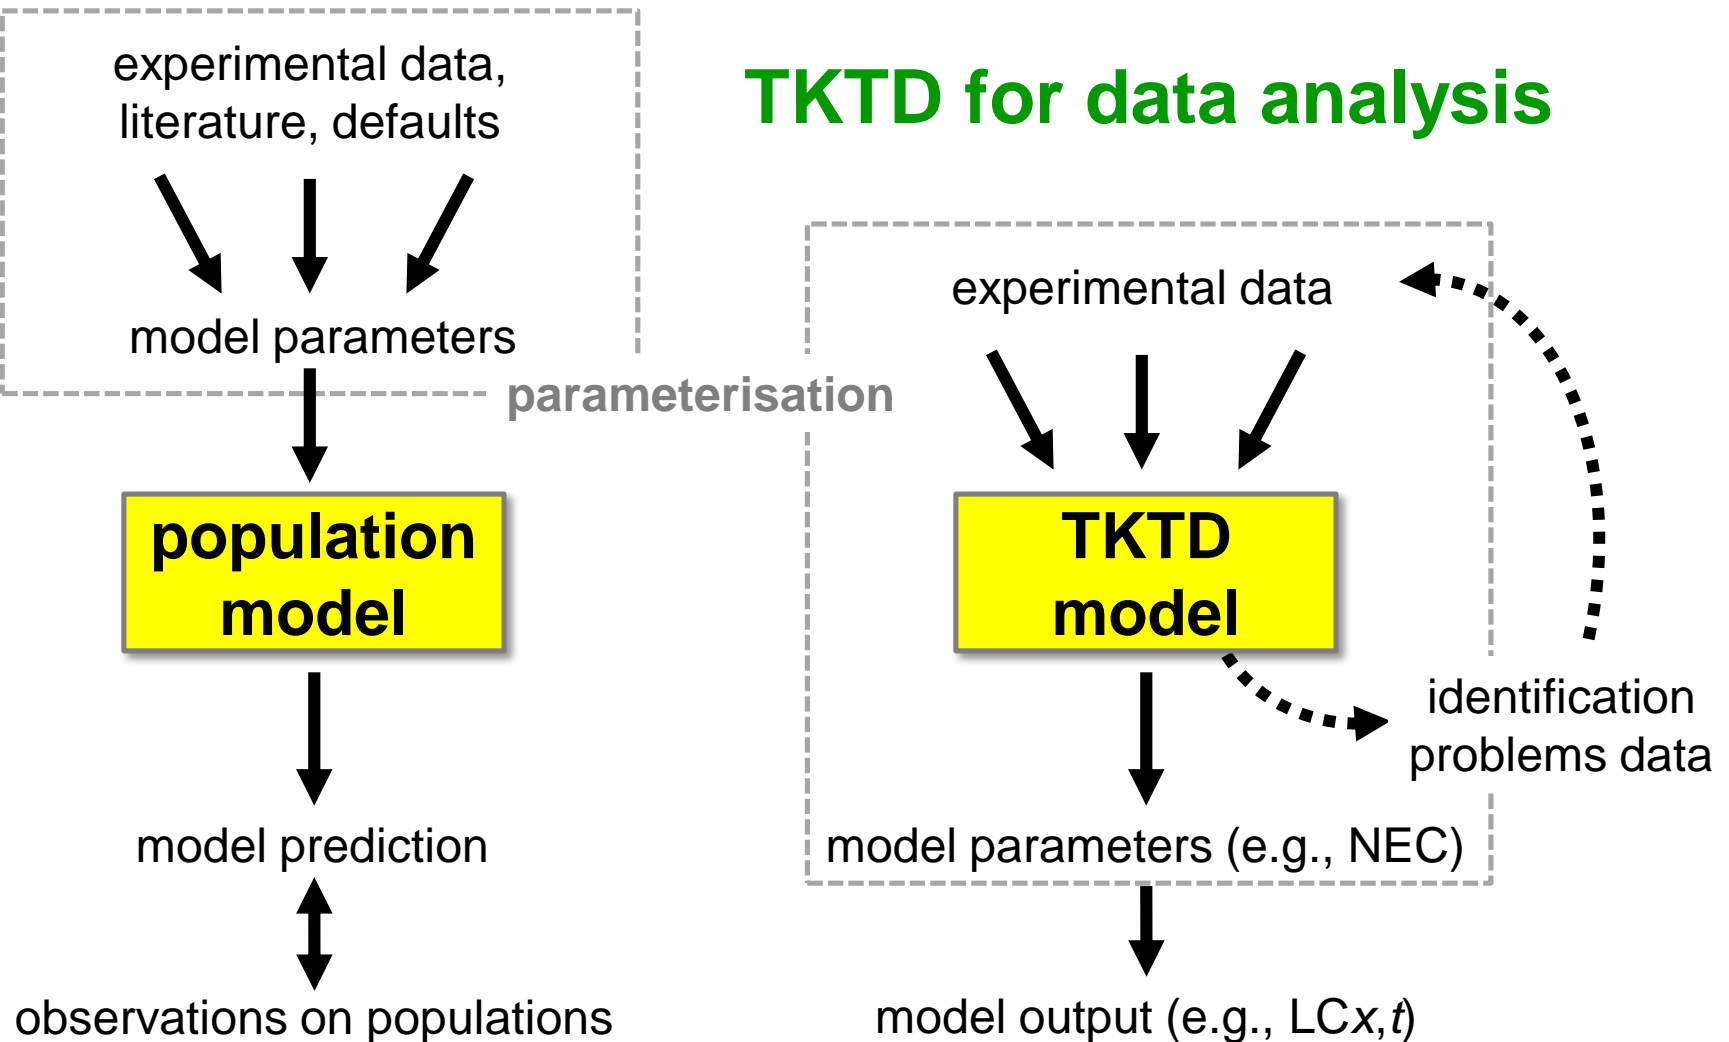 TKTD for data analysis
experimental data,
literature, defaults
model parameters
parameterisation
population
model
model prediction
observations on populations
experimental data
TKTD
model
identification
problems data
model parameters (e.g., NEC)
model output (e.g., LCx,t)